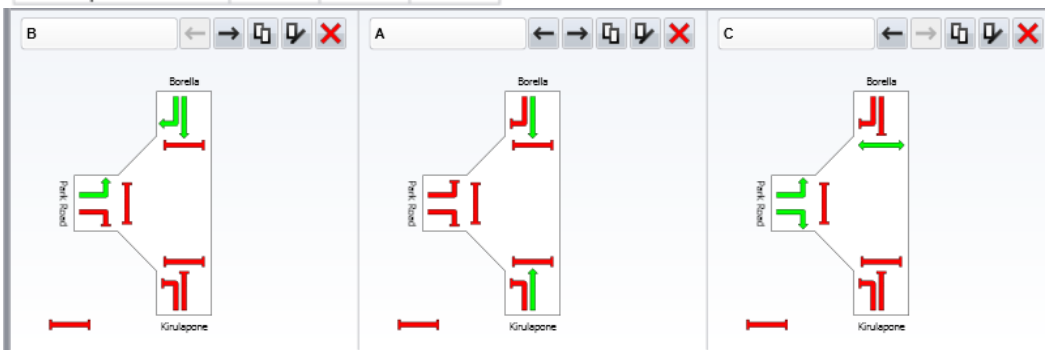 B
A
C
Borella
Borella
Borella
Park Road
Park Road
Park Road
Kirulapone
Kirulapone
Kirulapone